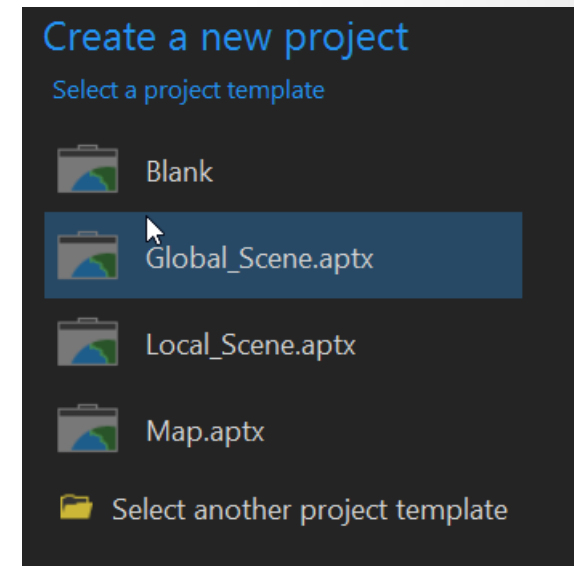 Create a new project
Select a project template
Blank
Global_Scene.aptx
Local_Scene.aptx
Map.aptx
Select another project template